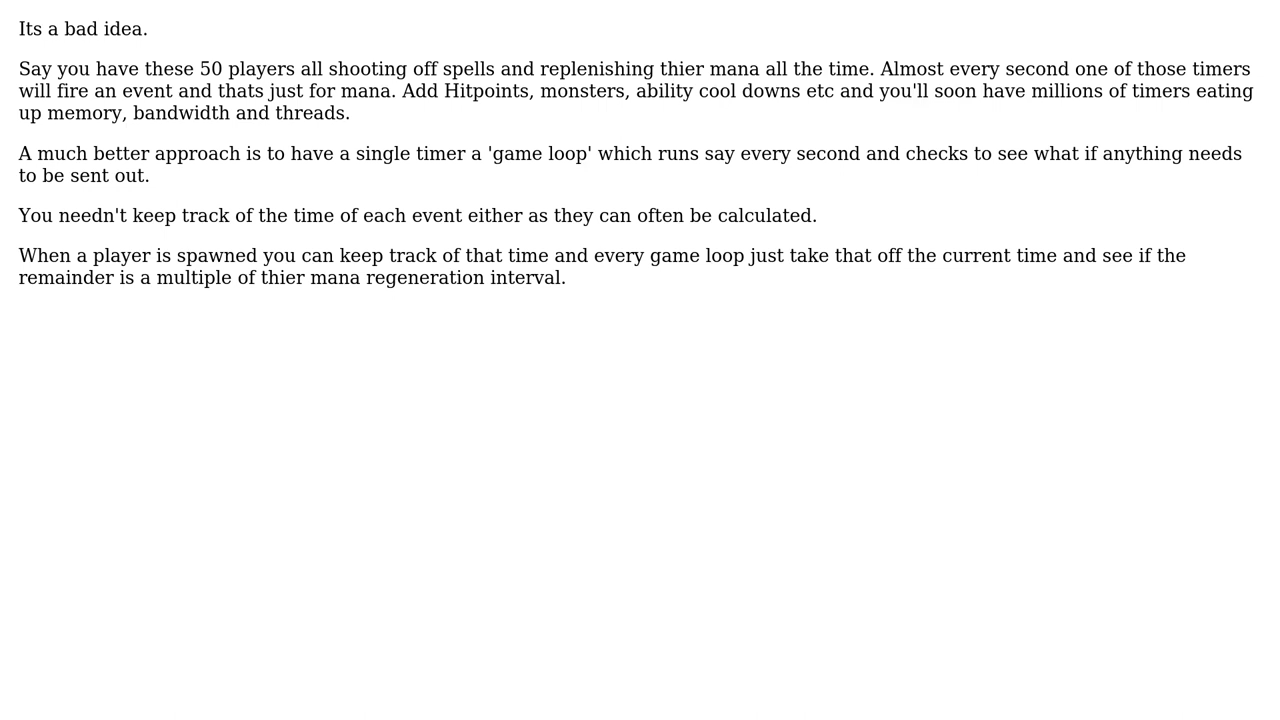 Its a bad idea.
Say you have these 50 players all shooting off spells and replenishing thier mana all the time. Almost every second one of those timers
will fire an event and thats just for mana. Add Hitpoints, monsters, ability cool downs etc and you'll soon have millions of timers eating
up memory, bandwidth and threads.
A much better approach is to have a single timer a 'game loop' which runs say every second and checks to see what if anything needs
to be sent out.
You needn't keep track of the time of each event either as they can often be calculated.
When a player is spawned you can keep track of that time and every game loop just take that off the current time and see if the
remainder is a multiple of thier mana regeneration interval.